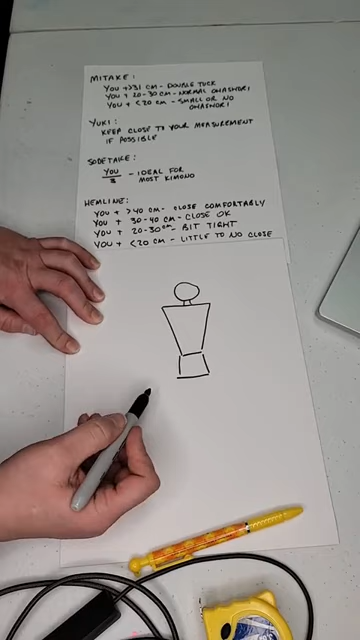 MITAKE:
YOU +>31 CM - DOUBLE TUCK
YOU + 20-30 CM - NORMAL OHASHORI
YOU + <20 CM - SMALL OR NO
OHASHORI
YUKI:
KEEP CLOSE TO YOUR MEASUREMENT
IF POSSIBLE
SODETAKE:
YOU/3 - IDEAL FOR
MOST KIMONO
HEMLINE:
YOU + >40 CM - CLOSE COMFORTABLY
YOU + 30-40 CM - CLOSE OK
YOU + 20-30 CM - BIT TIGHT
YOU + <20 CM - LITTLE TO NO CLOSE